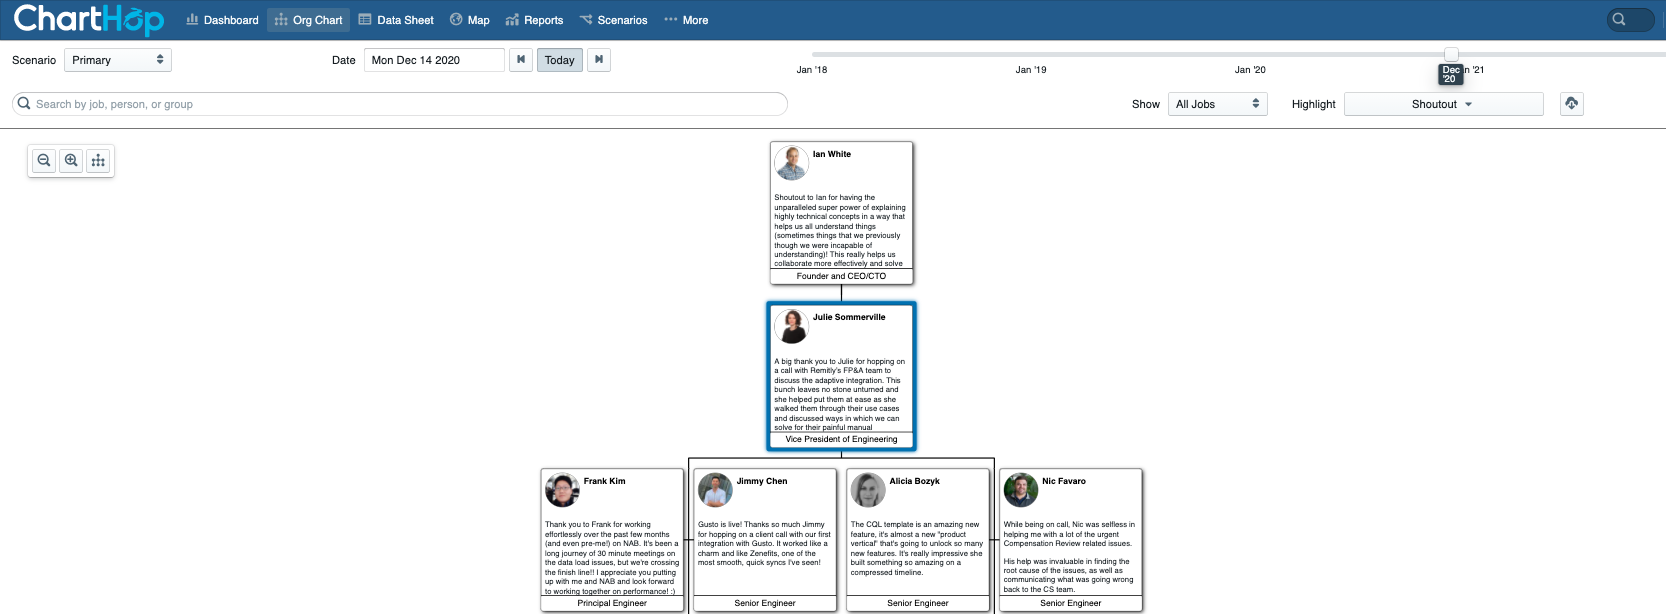 ChartHop
Dashboard
Org Chart
Data Sheet
Map
Reports
Scenarios
More
Scenario
Primary
Date
Mon Dec 14 2020
Today
Jan '18
Jan '19
Jan '20
Dec '20
n '21
Search by job, person, or group
Show
All Jobs
Highlight
Shoutout
Ian White
Shoutout to Ian for having the
unparalleled super power of explaining
highly technical concepts in a way that
helps us all understand things
(sometimes things that we previously
though we were incapable of
understanding)! This really helps us
collaborate more effectively and solve
Founder and CEO/CTO
Julie Sommerville
A big thank you to Julie for hopping on
a call with Remitly's FP&A team to
discuss the adaptive integration. This
bunch leaves no stone unturned and
she helped put them at ease as she
walked them through their use cases
and discussed ways in which we can
solve for their painful manual
Vice President of Engineering
Frank Kim
Thank you to Frank for working
effortlessly over the past few months
(and even pre-me!) on NAB. It's been a
long journey of 30 minute meetings on
the data load issues, but we're crossing
the finish line!! I appreciate you putting
up with me and NAB and look forward
to working together on performance! :)
Principal Engineer
Jimmy Chen
Gusto is live! Thanks so much Jimmy
for hopping on a client call with our first
integration with Gusto. It worked like a
charm and like Zenefits, one of the
most smooth, quick syncs I've seen!
Senior Engineer
Alicia Bozyk
The CQL template is an amazing new
feature, it's almost a new "product
vertical" that's going to unlock so many
new features. It's really impressive she
built something so amazing on a
compressed timeline.
Senior Engineer
Nic Favaro
While being on call, Nic was selfless in
helping me with a lot of the urgent
Compensation Review related issues.
His help was invaluable in finding the
root cause of the issues, as well as
communicating what was going wrong
back to the CS team.
Senior Engineer